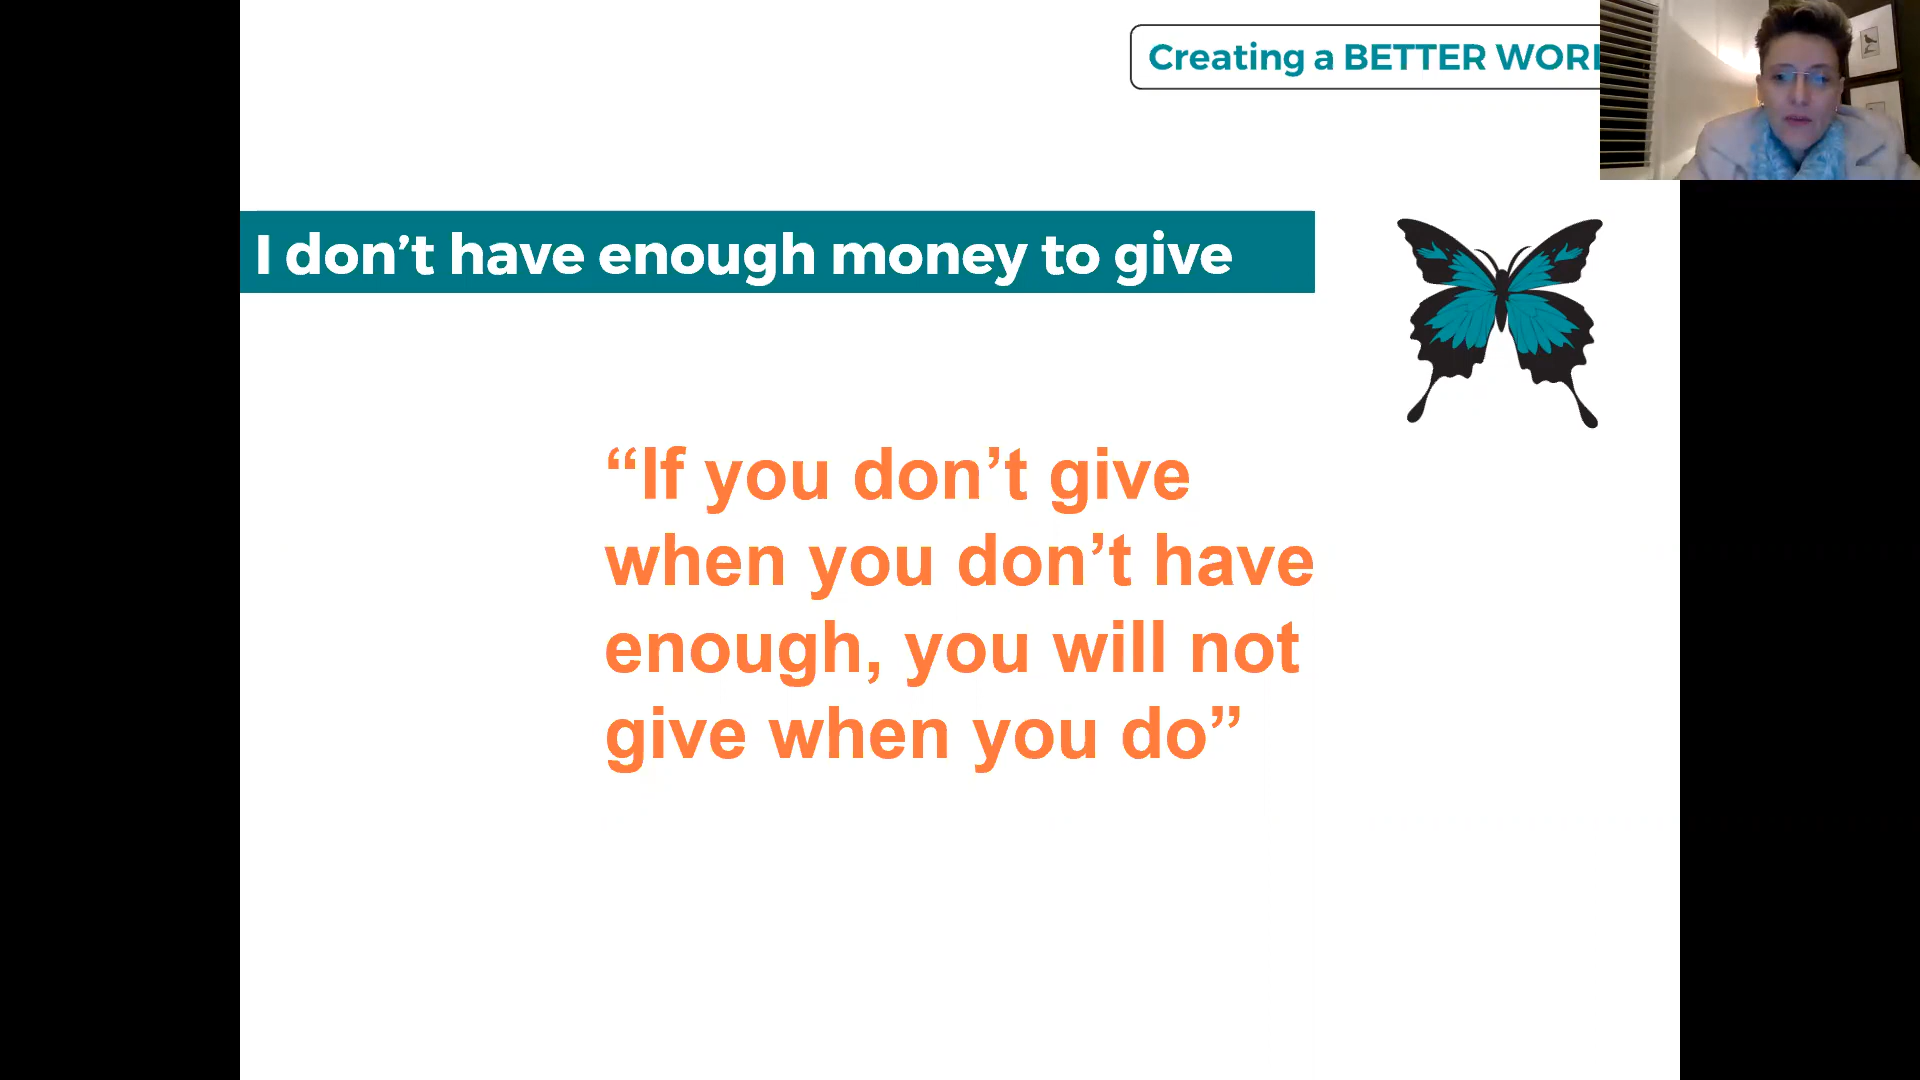 Creating a BETTER
I don’t have enough money to give
“If you don’t give
when you don’t have
enough, you will not
give when you do”